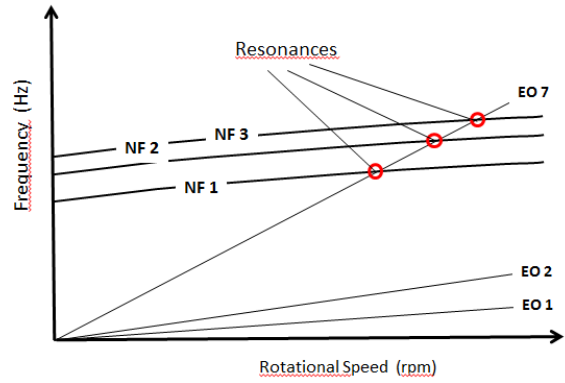 Resonances
EO 7
NF 3
NF 2
NF 1
Frequency (Hz)
EO 2
EO 1
Rotational Speed (rpm)